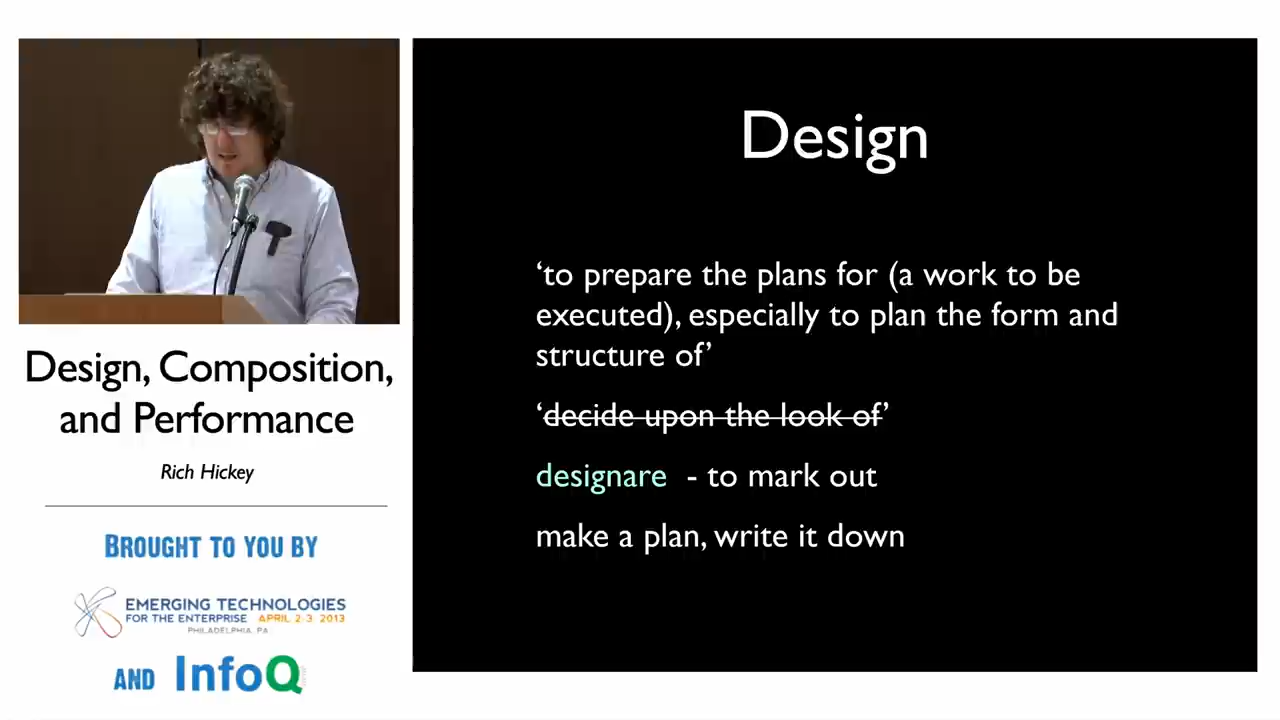 Design, Composition,
and Performance
Rich Hickey
BROUGHT TO YOU BY
EMERGING TECHNOLOGIES
FOR THE ENTERPRISE APRIL 2-3 2013
PHILADELPHIA, PA
AND InfoQ
Design
‘to prepare the plans for (a work to be
executed), especially to plan the form and
structure of’
‘decide upon the look of’
designare - to mark out
make a plan, write it down